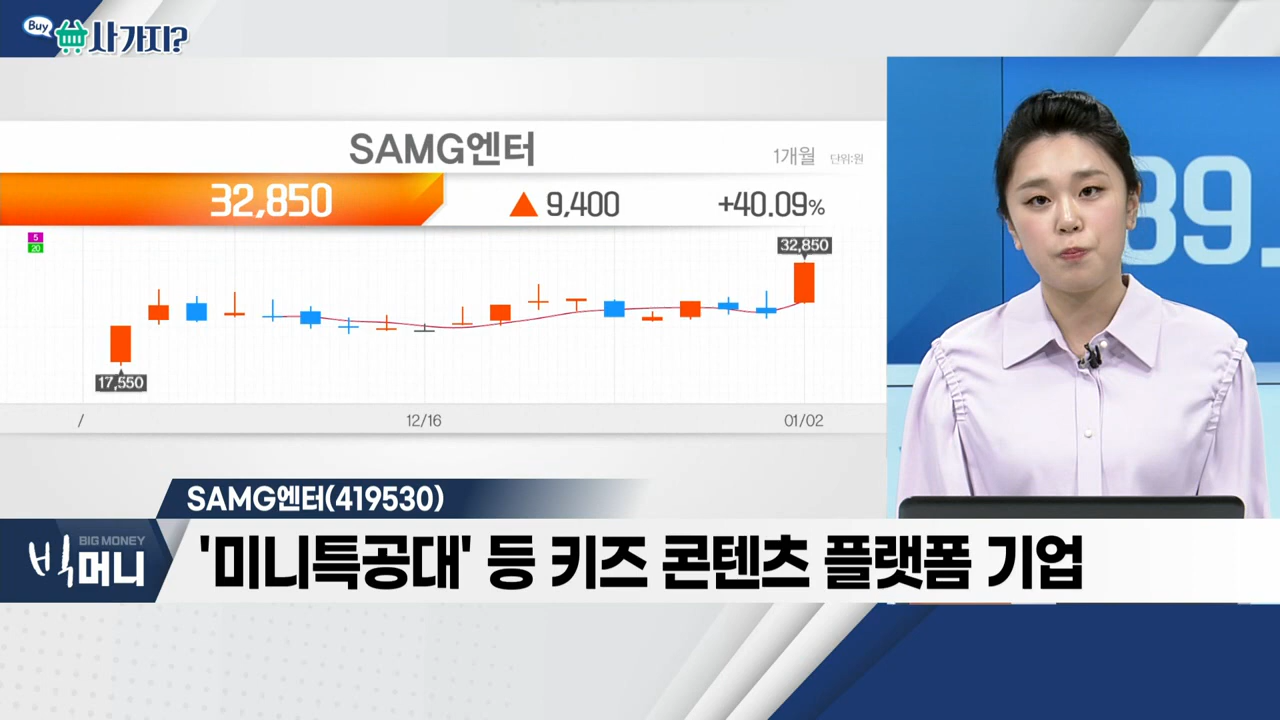 Buy 사가지?
SAMG엔터
1개월 단위:원
32,850 ▲ 9,400 +40.09%
5
20
32,850
17,550
/ 12/16 01/02
89.
SAMG엔터(419530)
BIG MONEY
빅머니
'미니특공대' 등 키즈 콘텐츠 플랫폼 기업